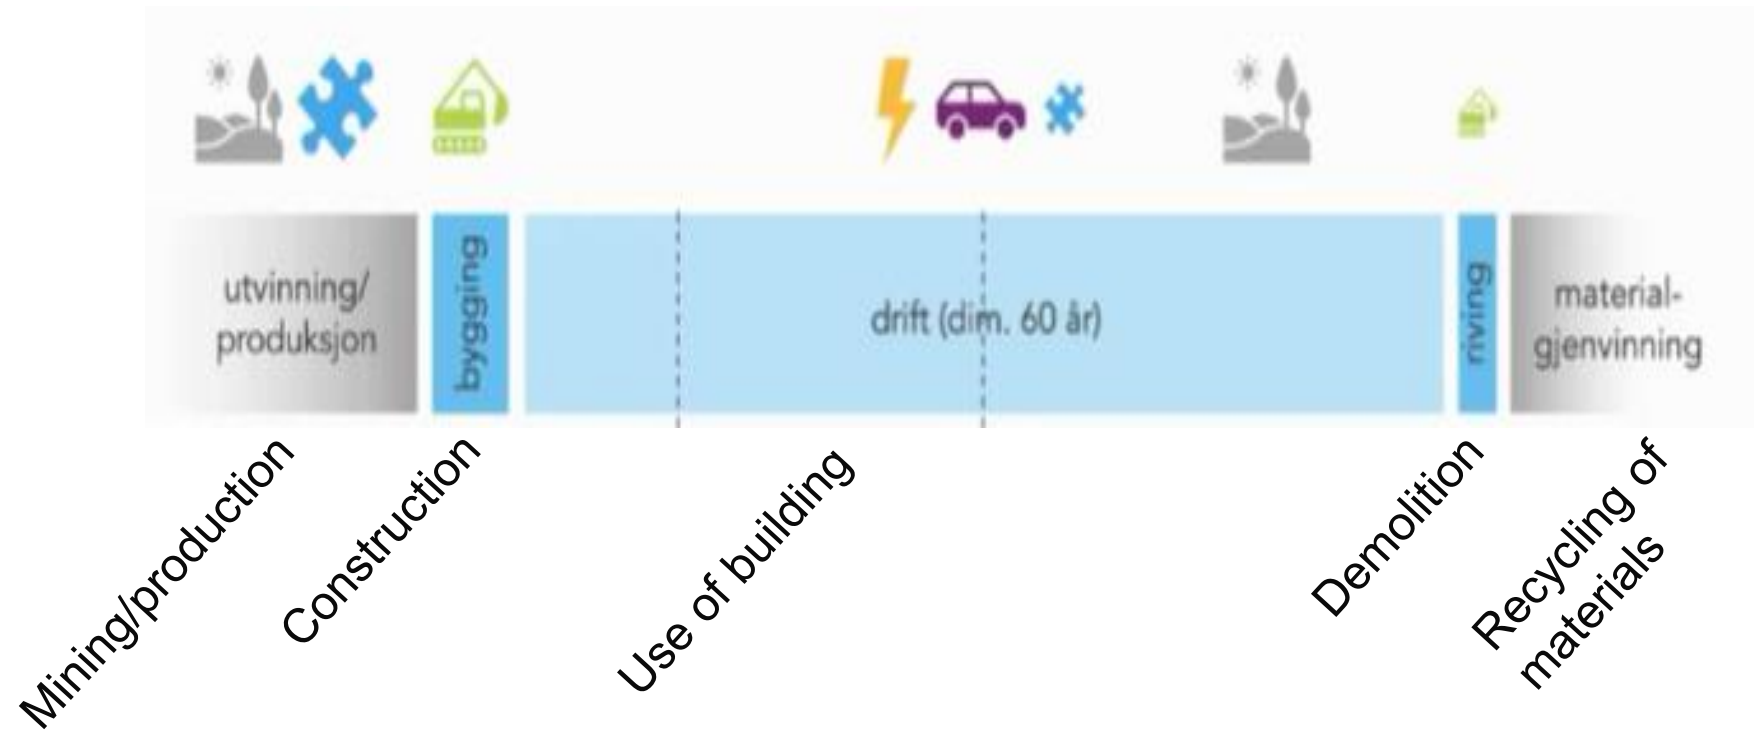 utvinning/
produksjon
bygging
drift (dim. 60 år)
riving
material-
gjenvinning
Mining/production
Construction
Use of building
Demolition
Recycling of
materials